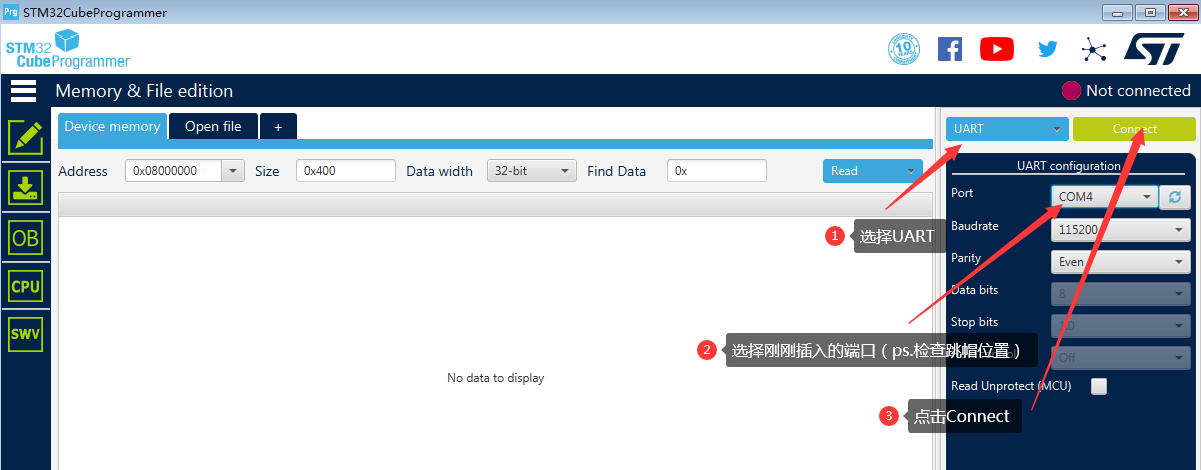 Prg STM32CubeProgrammer
STM32
CubeProgrammer
10 YEARS
ST
Memory & File edition
Not connected
Device memory Open file +
UART Connect
Address 0x08000000 Size 0x400 Data width 32-bit Find Data 0x Read
UART configuration
Port COM4
Baudrate 115200
Parity Even
Data bits 8
Stop bits 1.0
Off
Read Unprotect (MCU)
OB
CPU
SWV
No data to display
1 选择UART
2 选择刚刚插入的端口（ps.检查跳帽位置）
3 点击Connect